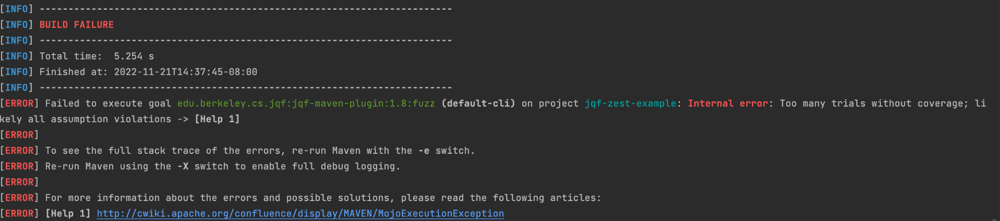 [INFO] ------------------------------------------------------------------------
[INFO] BUILD FAILURE
[INFO] ------------------------------------------------------------------------
[INFO] Total time:  5.254 s
[INFO] Finished at: 2022-11-21T14:37:45-08:00
[INFO] ------------------------------------------------------------------------
[ERROR] Failed to execute goal edu.berkeley.cs.jqf:jqf-maven-plugin:1.8:fuzz (default-cli) on project jqf-zest-example: Internal error: Too many trials without coverage; li
kely all assumption violations -> [Help 1]
[ERROR]
[ERROR] To see the full stack trace of the errors, re-run Maven with the -e switch.
[ERROR] Re-run Maven using the -X switch to enable full debug logging.
[ERROR]
[ERROR] For more information about the errors and possible solutions, please read the following articles:
[ERROR] [Help 1] http://cwiki.apache.org/confluence/display/MAVEN/MojoExecutionException